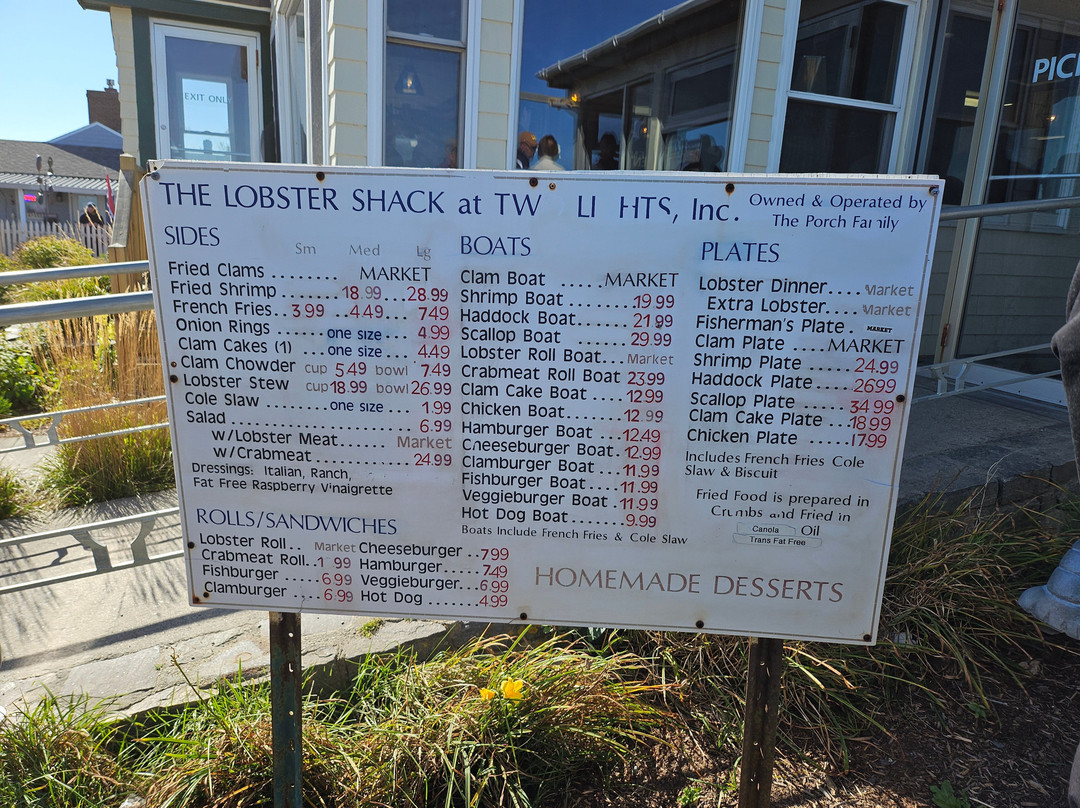 EXIT ONL
PIC
THE LOBSTER SHACK at TW LI HTS, Inc.
Owned & Operated by
The Porch Family
SIDES
Sm Med Lg
Fried Clams ........ MARKET
Fried Shrimp ....... 18.99 ...28.99
French Fries..3.99 ..4.49 7.49
Onion Rings ... one size .. 4.99
Clam Cakes (1) ... one size ... 4.49
Clam Chowder cup 5.49 bowl 7.49
Lobster Stew cup 18.99 bowl 26.99
Cole Slaw ........ one size ... 1.99
Salad ........ 6.99
w/Lobster Meat...... Market
w/Crabmeat........ 24.99
Dressings: Italian, Ranch,
Fat Free Raspberry Vinaigrette
BOATS
Clam Boat .....MARKET
Shrimp Boat ........19.99
Haddock Boat......21.99
Scallop Boat ......29.99
Lobster Roll Boat... Market
Crabmeat Roll Boat 23.99
Clam Cake Boat ...12.99
Chicken Boat ......12.99
Hamburger Boat ...12.49
Cheeseburger Boat..12.99
Clamburger Boat ...11.99
Fishburger Boat ...11.99
Veggieburger Boat .11.99
Hot Dog Boat....... 9.99
Boats Include French Fries & Cole Slaw
PLATES
Lobster Dinner.... Market
Extra Lobster.... Market
Fisherman's Plate . MARKET
Clam Plate .....MARKET
Shrimp Plate ......24.99
Haddock Plate .....26.99
Scallop Plate ......34.99
Clam Cake Plate ..18.99
Chicken Plate ......17.99
Includes French Fries Cole
Slaw & Biscuit
Fried Food is prepared in
Crumbs and Fried in
Canola Oil
Trans Fat Free
ROLLS/SANDWICHES
Lobster Roll.. Market
Crabmeat Roll..1 99
Fishburger ......6.99
Clamburger .... 6.99
Cheeseburger ..7.99
Hamburger.....7.49
Veggieburger...6.99
Hot Dog .......4.99
HOMEMADE DESSERTS